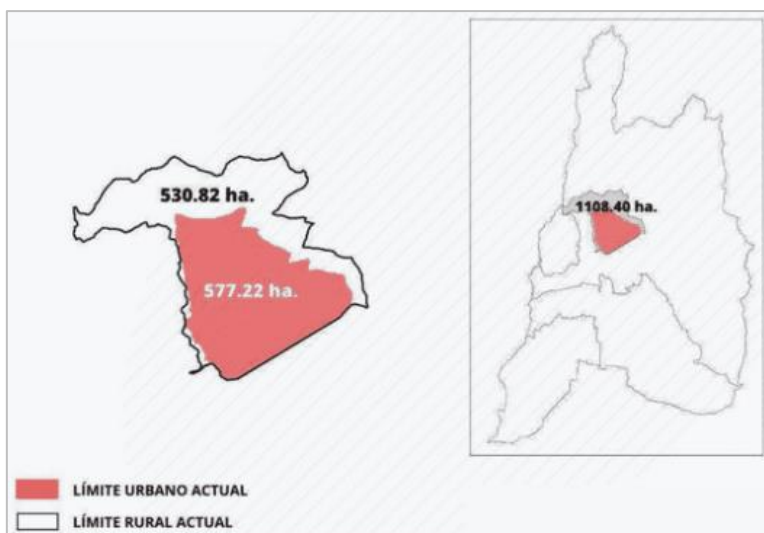 530.82 ha.
577.22 ha.
1108.40 ha.
LÍMITE URBANO ACTUAL
LÍMITE RURAL ACTUAL